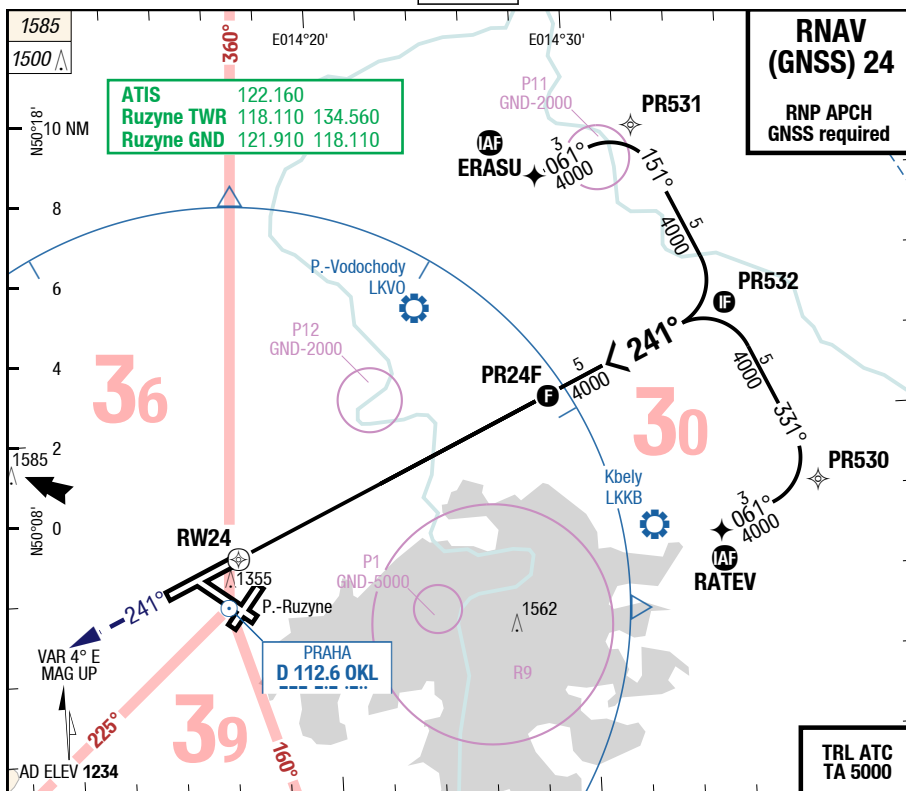 1585
1500
360°
E014°20'
E014°30'
RNAV
(GNSS) 24
RNP APCH
GNSS required
ATIS 122.160
Ruzyne TWR 118.110 134.560
Ruzyne GND 121.910 118.110
N50°18'
10 NM
8
6
4
2
0
N50°08'
P11
GND-2000
PR531
IAF
ERASU
3
061°
4000
151°
5
4000
P.-Vodochody
LKVO
PR532
IF
P12
GND-2000
241°
5
4000
PR24F
F
5
4000
331°
36
30
1585
Kbely
LKKB
PR530
3
061°
4000
IAF
RATEV
RW24
1355
P1
GND-5000
P.-Ruzyne
1562
241°
PRAHA
D 112.6 OKL
R9
VAR 4° E
MAG UP
225°
39
160°
AD ELEV 1234
TRL ATC
TA 5000